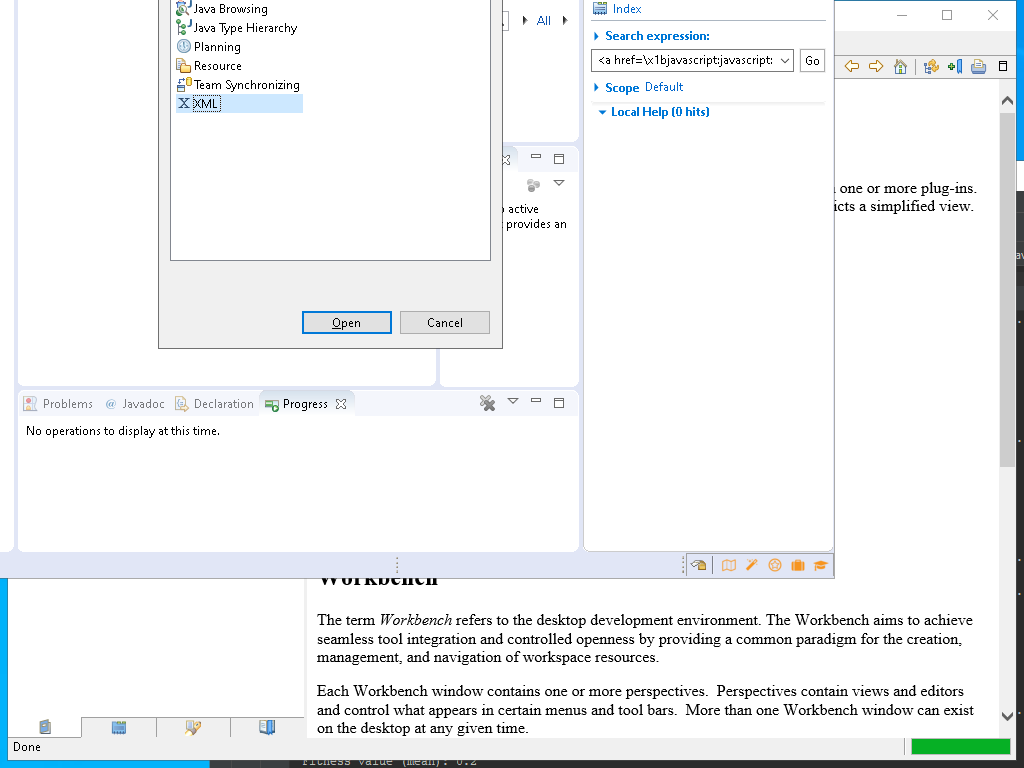 Java Browsing
Java Type Hierarchy
Planning
Resource
Team Synchronizing
XML
Open
Cancel
All
active
provides an
Index
Search expression:
<a href=\x1bjavascript:javascript:
Go
Scope Default
Local Help (0 hits)
one or more plug-ins.
icts a simplified view.
Problems
Javadoc
Declaration
Progress
No operations to display at this time.
Workbench
The term Workbench refers to the desktop development environment. The Workbench aims to achieve
seamless tool integration and controlled openness by providing a common paradigm for the creation,
management, and navigation of workspace resources.
Each Workbench window contains one or more perspectives.  Perspectives contain views and editors
and control what appears in certain menus and tool bars.  More than one Workbench window can exist
on the desktop at any given time.
Done
Fitness value (mean): 0.2